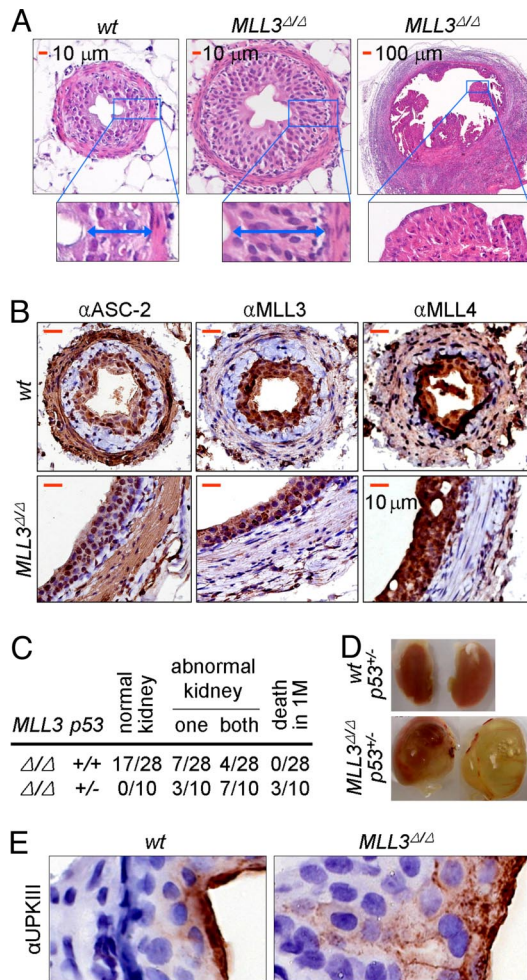 A
wt
MLL3Δ/Δ
MLL3Δ/Δ
10 μm
10 μm
100 μm
B
αASC-2
αMLL3
αMLL4
wt
MLL3Δ/Δ
10 μm
C
MLL3 p53 normal kidney abnormal kidney one both death in 1M
Δ/Δ +/+ 17/28 7/28 4/28 0/28
Δ/Δ +/- 0/10 3/10 7/10 3/10
D
wt p53+/-
MLL3Δ/Δ p53+/-
E
wt
MLL3Δ/Δ
αUPKIII